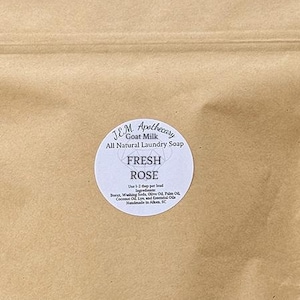 J.E.M. Apothecary
Goat Milk
All Natural Laundry Soap
FRESH
ROSE
Use 1-2 tbsp per load
Ingredients:
Borax, Washing Soda, Olive Oil, Palm Oil,
Coconut Oil, Lye, and Essential Oils
Handmade in Aiken, SC